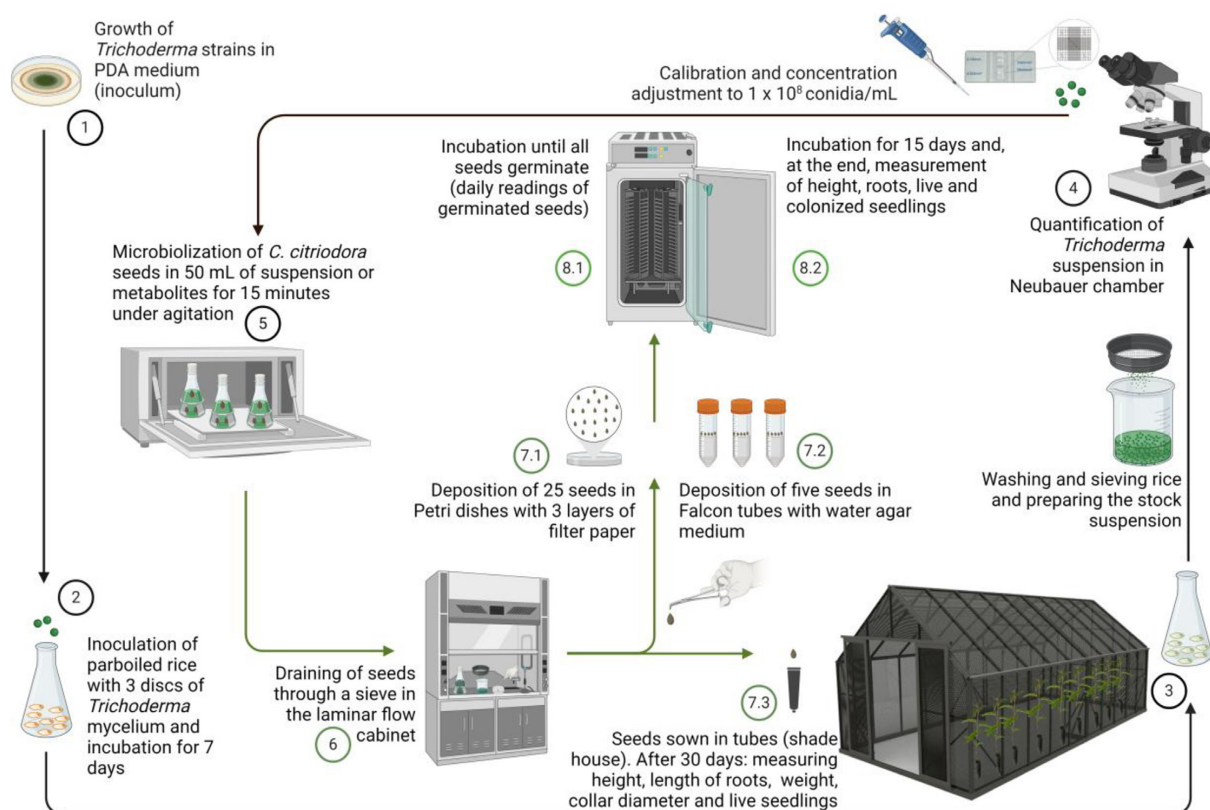 Growth of
Trichoderma strains in
PDA medium
(inoculum)
1
2
Inoculation of
parboiled rice
with 3 discs of
Trichoderma
mycelium and
incubation for 7
days
3
Washing and sieving rice
and preparing the stock
suspension
4
Quantification of
Trichoderma
suspension in
Neubauer chamber
Calibration and concentration
adjustment to 1 x 10⁸ conidia/mL
Microbiolization of C. citriodora
seeds in 50 mL of suspension or
metabolites for 15 minutes
under agitation
5
Draining of seeds
through a sieve in
the laminar flow
cabinet
6
7.1
Deposition of 25 seeds in
Petri dishes with 3 layers of
filter paper
7.2
Deposition of five seeds in
Falcon tubes with water agar
medium
7.3
Seeds sown in tubes (shade
house). After 30 days: measuring
height, length of roots, weight,
collar diameter and live seedlings
Incubation until all
seeds germinate
(daily readings of
germinated seeds)
8.1
Incubation for 15 days and,
at the end, measurement
of height, roots, live and
colonized seedlings
8.2